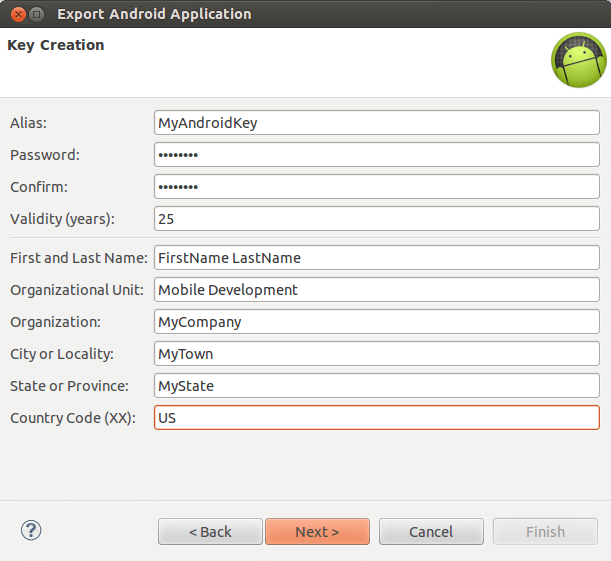 Export Android Application
Key Creation
Alias: MyAndroidKey
Password: ••••••••
Confirm: ••••••••
Validity (years): 25
First and Last Name: FirstName LastName
Organizational Unit: Mobile Development
Organization: MyCompany
City or Locality: MyTown
State or Province: MyState
Country Code (XX): US
? < Back Next > Cancel Finish